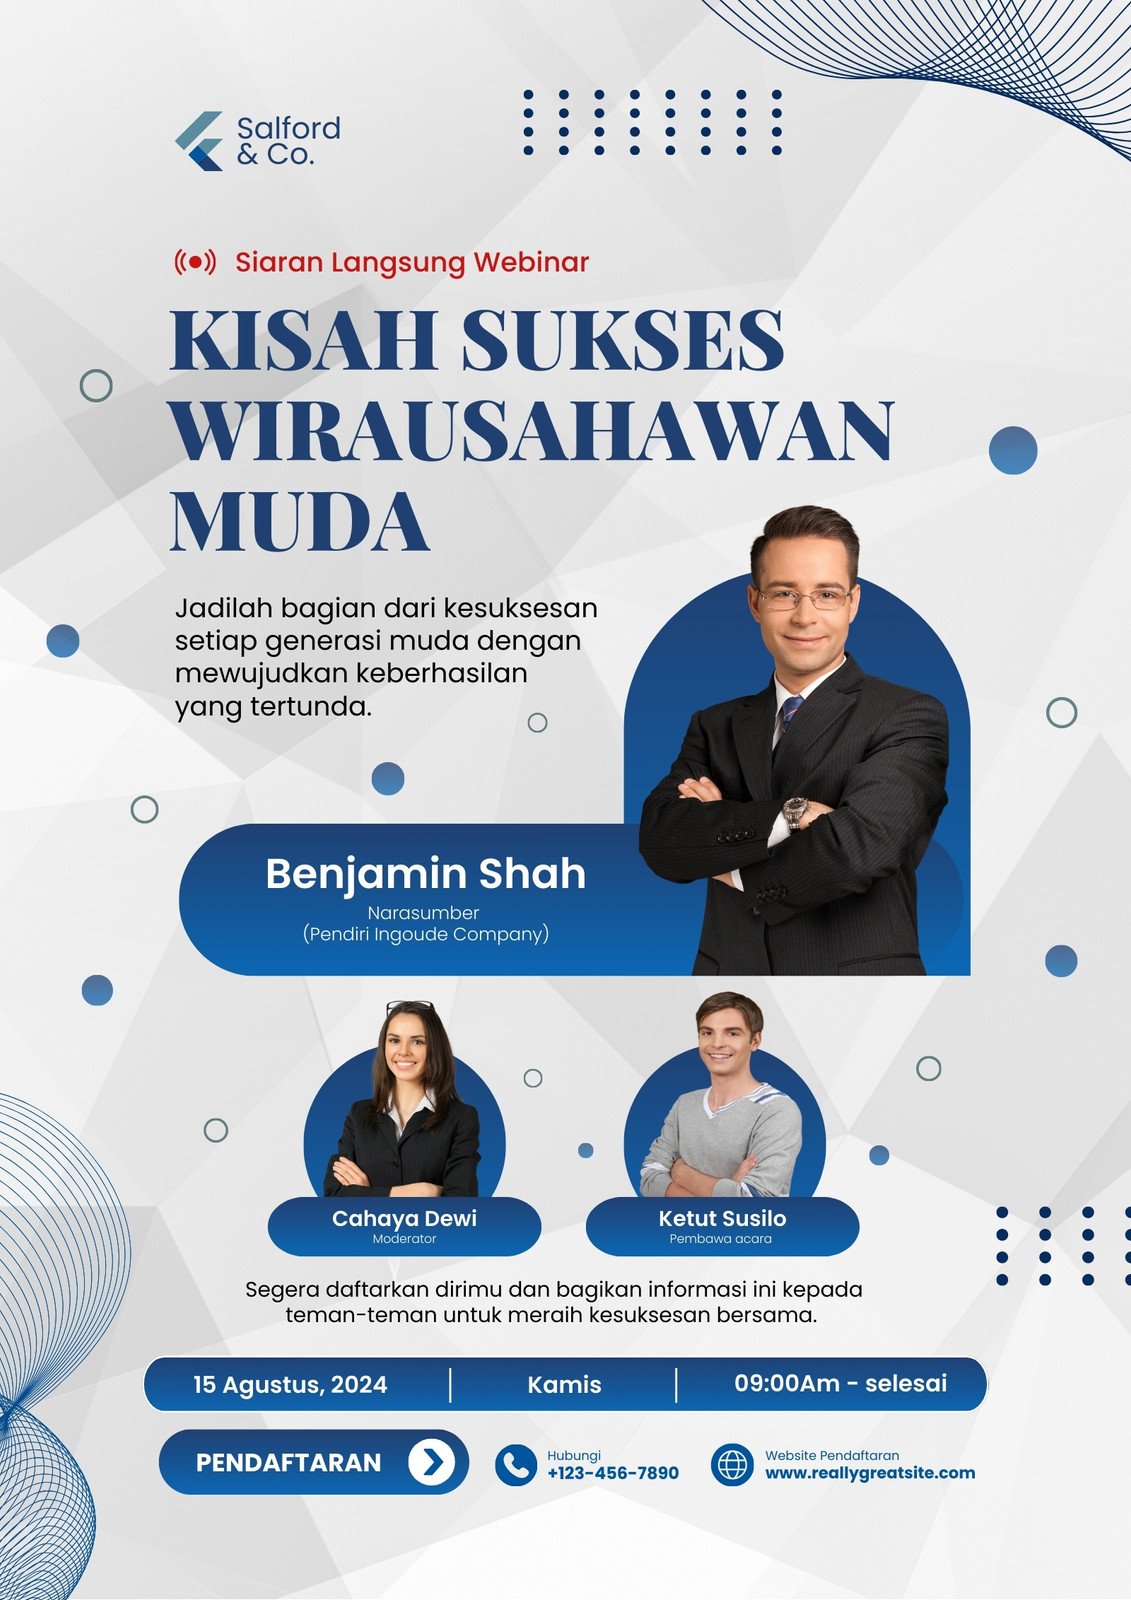 Salford
& Co.
Siaran Langsung Webinar
KISAH SUKSES
WIRAUSAHAWAN
MUDA
Jadilah bagian dari kesuksesan
setiap generasi muda dengan
mewujudkan keberhasilan
yang tertunda.
Benjamin Shah
Narasumber
(Pendiri Ingoude Company)
Cahaya Dewi
Moderator
Ketut Susilo
Pembawa acara
Segera daftarkan dirimu dan bagikan informasi ini kepada
teman-teman untuk meraih kesuksesan bersama.
15 Agustus, 2024 | Kamis | 09:00Am - selesai
PENDAFTARAN
Hubungi
+123-456-7890
Website Pendaftaran
www.reallygreatsite.com